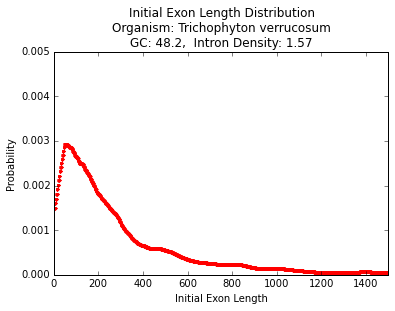 Initial Exon Length Distribution
Organism: Trichophyton verrucosum
GC: 48.2,  Intron Density: 1.57
0.005
0.004
0.003
0.002
0.001
0.000
Probability
0 200 400 600 800 1000 1200 1400
Initial Exon Length